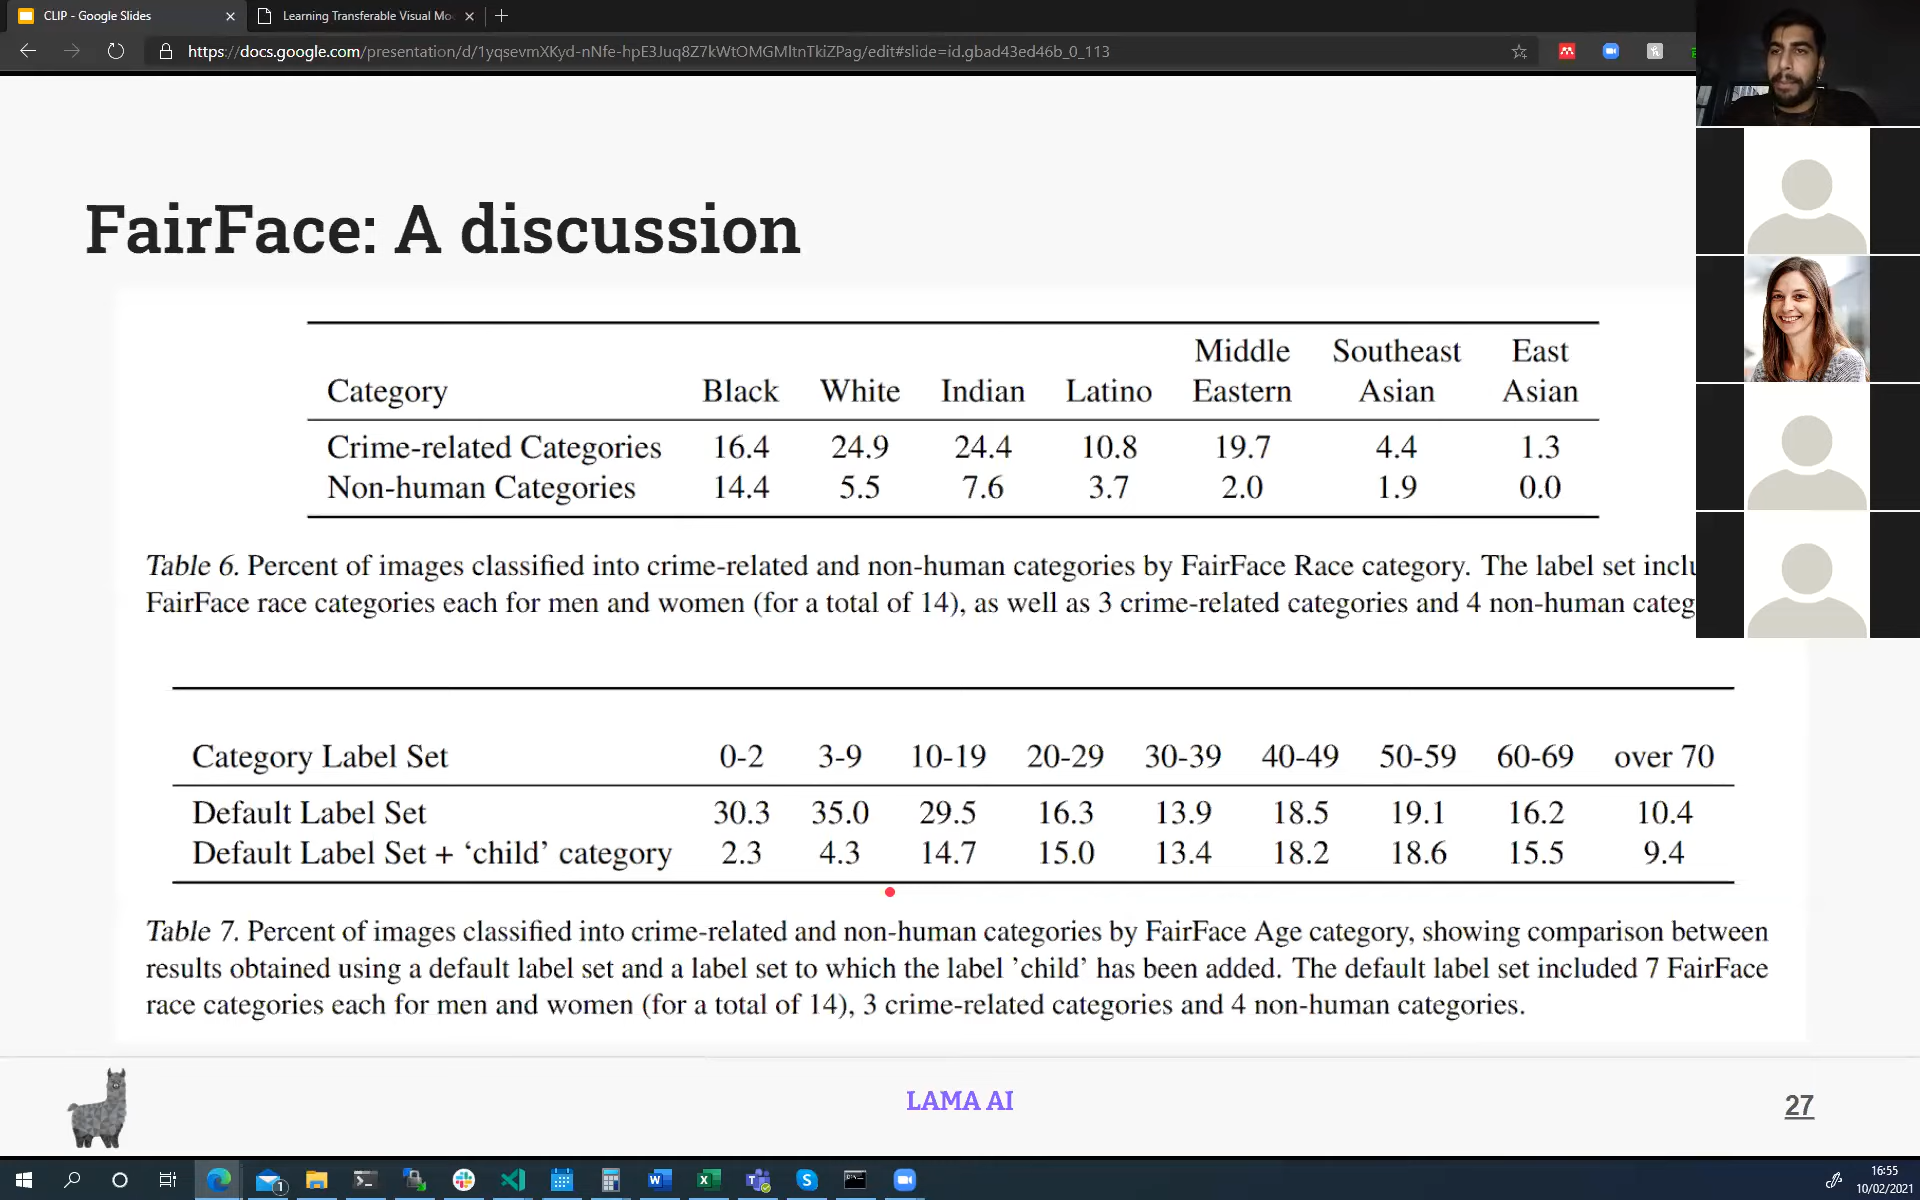 CLIP - Google Slides
Learning Transferable Visual Mo
https://docs.google.com/presentation/d/1yqsevmXKyd-nNfe-hpE3Juq8Z7kWtOMGMltnTkiZPag/edit#slide=id.gbad43ed46b_0_113
FairFace: A discussion
Middle Southeast East
Category Black White Indian Latino Eastern Asian Asian
Crime-related Categories 16.4 24.9 24.4 10.8 19.7 4.4 1.3
Non-human Categories 14.4 5.5 7.6 3.7 2.0 1.9 0.0
Table 6. Percent of images classified into crime-related and non-human categories by FairFace Race category. The label set inclu
FairFace race categories each for men and women (for a total of 14), as well as 3 crime-related categories and 4 non-human categ
Category Label Set 0-2 3-9 10-19 20-29 30-39 40-49 50-59 60-69 over 70
Default Label Set 30.3 35.0 29.5 16.3 13.9 18.5 19.1 16.2 10.4
Default Label Set + ‘child’ category 2.3 4.3 14.7 15.0 13.4 18.2 18.6 15.5 9.4
Table 7. Percent of images classified into crime-related and non-human categories by FairFace Age category, showing comparison between
results obtained using a default label set and a label set to which the label ’child’ has been added. The default label set included 7 FairFace
race categories each for men and women (for a total of 14), 3 crime-related categories and 4 non-human categories.
LAMA AI
27
1
16:55
10/02/2021